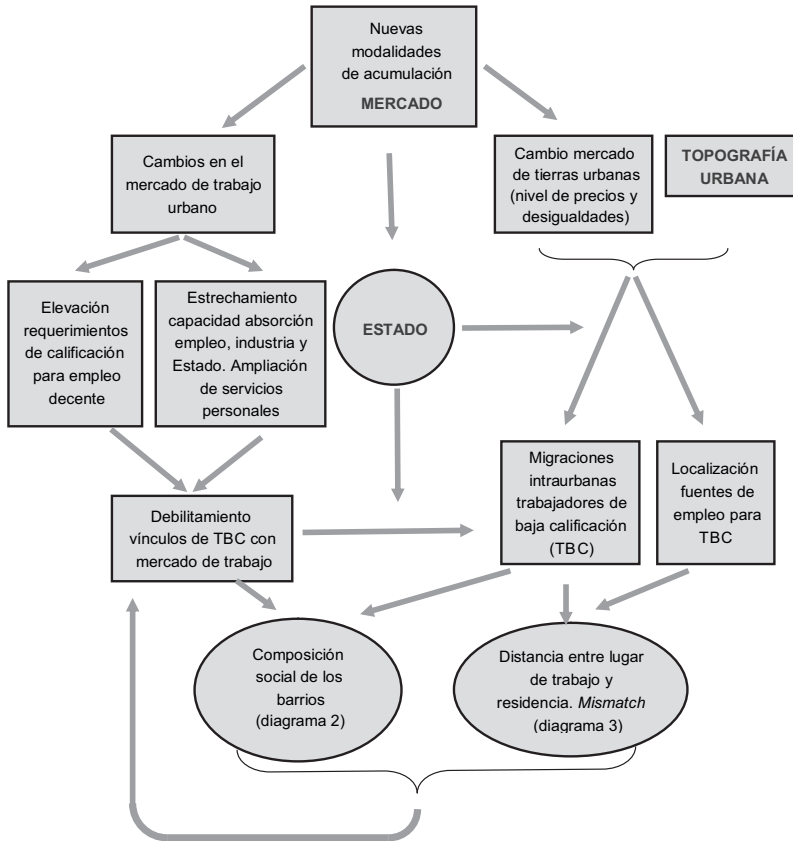 Nuevas
modalidades
de acumulación
MERCADO
Cambios en el
mercado de trabajo
urbano
Cambio mercado
de tierras urbanas
(nivel de precios y
desigualdades)
TOPOGRAFÍA
URBANA
Elevación
requerimientos
de calificación
para empleo
decente
Estrechamiento
capacidad absorción
empleo, industria y
Estado. Ampliación
de servicios
personales
ESTADO
Debilitamiento
vínculos de TBC con
mercado de trabajo
Migraciones
intraurbanas
trabajadores de
baja calificación
(TBC)
Localización
fuentes de
empleo para
TBC
Composición
social de los
barrios
(diagrama 2)
Distancia entre lugar
de trabajo y
residencia. Mismatch
(diagrama 3)